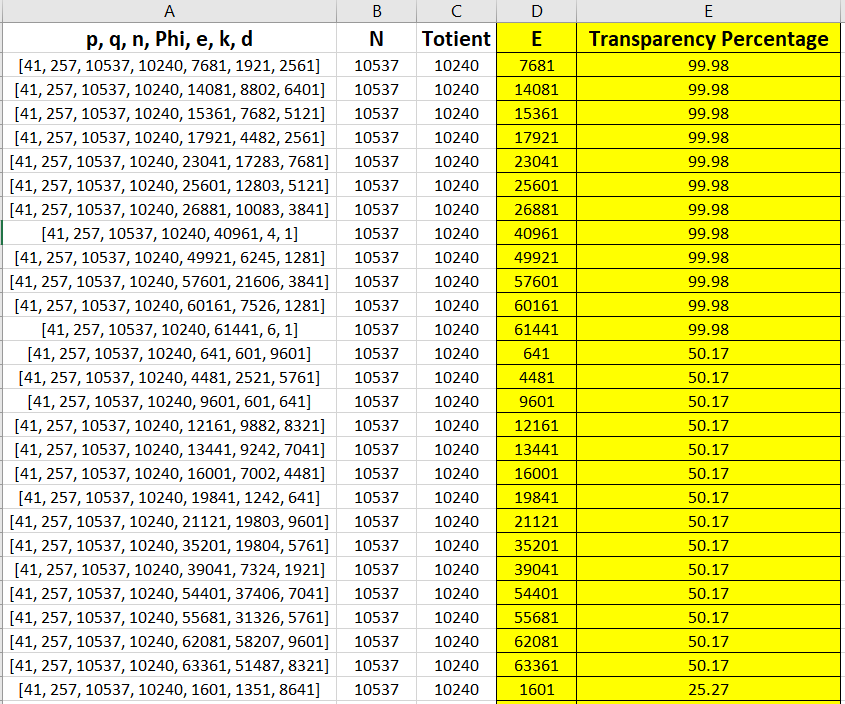 A B C D E
p, q, n, Phi, e, k, d N Totient E Transparency Percentage
[41, 257, 10537, 10240, 7681, 1921, 2561] 10537 10240 7681 99.98
[41, 257, 10537, 10240, 14081, 8802, 6401] 10537 10240 14081 99.98
[41, 257, 10537, 10240, 15361, 7682, 5121] 10537 10240 15361 99.98
[41, 257, 10537, 10240, 17921, 4482, 2561] 10537 10240 17921 99.98
[41, 257, 10537, 10240, 23041, 17283, 7681] 10537 10240 23041 99.98
[41, 257, 10537, 10240, 25601, 12803, 5121] 10537 10240 25601 99.98
[41, 257, 10537, 10240, 26881, 10083, 3841] 10537 10240 26881 99.98
[41, 257, 10537, 10240, 40961, 4, 1] 10537 10240 40961 99.98
[41, 257, 10537, 10240, 49921, 6245, 1281] 10537 10240 49921 99.98
[41, 257, 10537, 10240, 57601, 21606, 3841] 10537 10240 57601 99.98
[41, 257, 10537, 10240, 60161, 7526, 1281] 10537 10240 60161 99.98
[41, 257, 10537, 10240, 61441, 6, 1] 10537 10240 61441 99.98
[41, 257, 10537, 10240, 641, 601, 9601] 10537 10240 641 50.17
[41, 257, 10537, 10240, 4481, 2521, 5761] 10537 10240 4481 50.17
[41, 257, 10537, 10240, 9601, 601, 641] 10537 10240 9601 50.17
[41, 257, 10537, 10240, 12161, 9882, 8321] 10537 10240 12161 50.17
[41, 257, 10537, 10240, 13441, 9242, 7041] 10537 10240 13441 50.17
[41, 257, 10537, 10240, 16001, 7002, 4481] 10537 10240 16001 50.17
[41, 257, 10537, 10240, 19841, 1242, 641] 10537 10240 19841 50.17
[41, 257, 10537, 10240, 21121, 19803, 9601] 10537 10240 21121 50.17
[41, 257, 10537, 10240, 35201, 19804, 5761] 10537 10240 35201 50.17
[41, 257, 10537, 10240, 39041, 7324, 1921] 10537 10240 39041 50.17
[41, 257, 10537, 10240, 54401, 37406, 7041] 10537 10240 54401 50.17
[41, 257, 10537, 10240, 55681, 31326, 5761] 10537 10240 55681 50.17
[41, 257, 10537, 10240, 62081, 58207, 9601] 10537 10240 62081 50.17
[41, 257, 10537, 10240, 63361, 51487, 8321] 10537 10240 63361 50.17
[41, 257, 10537, 10240, 1601, 1351, 8641] 10537 10240 1601 25.27